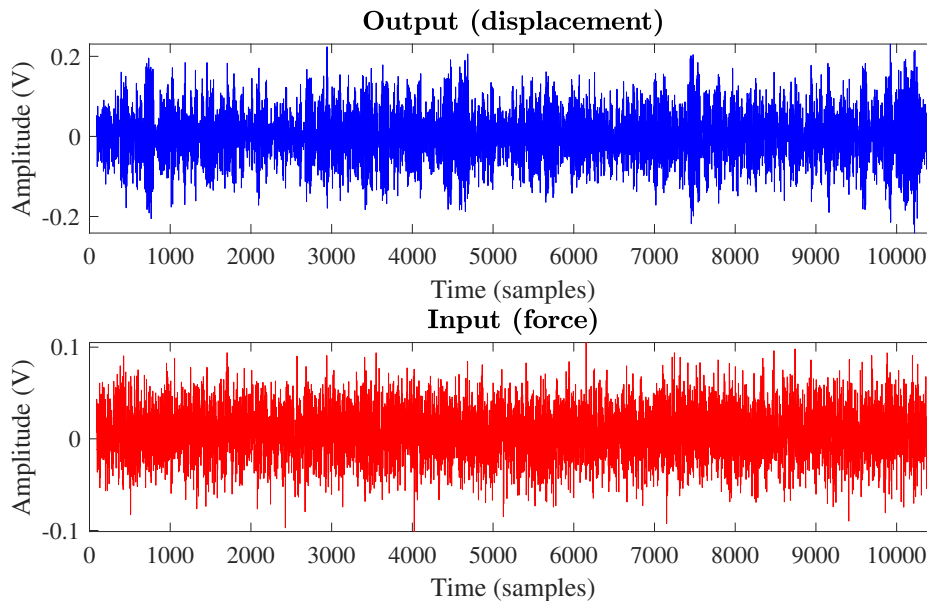 Output (displacement)
Amplitude (V)
0.2
0
-0.2
0 1000 2000 3000 4000 5000 6000 7000 8000 9000 10000
Time (samples)
Input (force)
Amplitude (V)
0.1
0
-0.1
0 1000 2000 3000 4000 5000 6000 7000 8000 9000 10000
Time (samples)